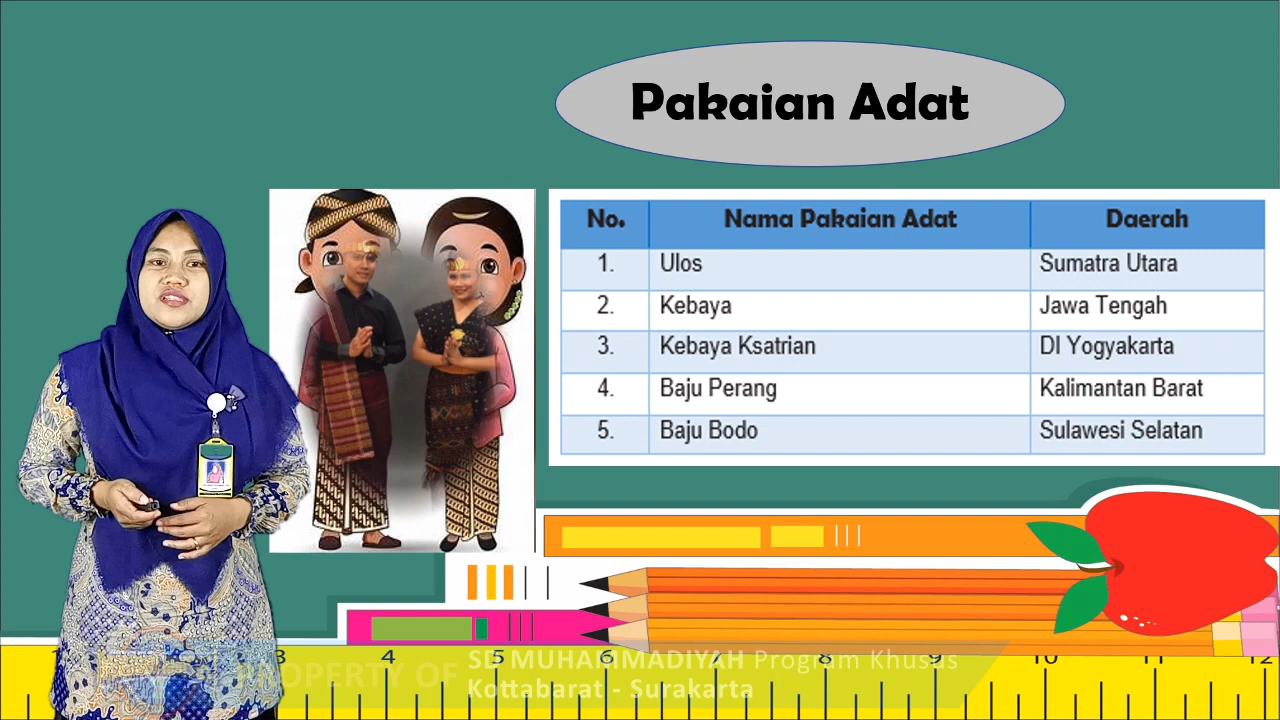 Pakaian Adat
No. Nama Pakaian Adat Daerah
1. Ulos Sumatra Utara
2. Kebaya Jawa Tengah
3. Kebaya Ksatrian DI Yogyakarta
4. Baju Perang Kalimantan Barat
5. Baju Bodo Sulawesi Selatan
3 4 5 6 7 8 9 10 11 12
PROPERTY OF
SD MUHAMMADIYAH Program Khusus
Kottabarat - Surakarta